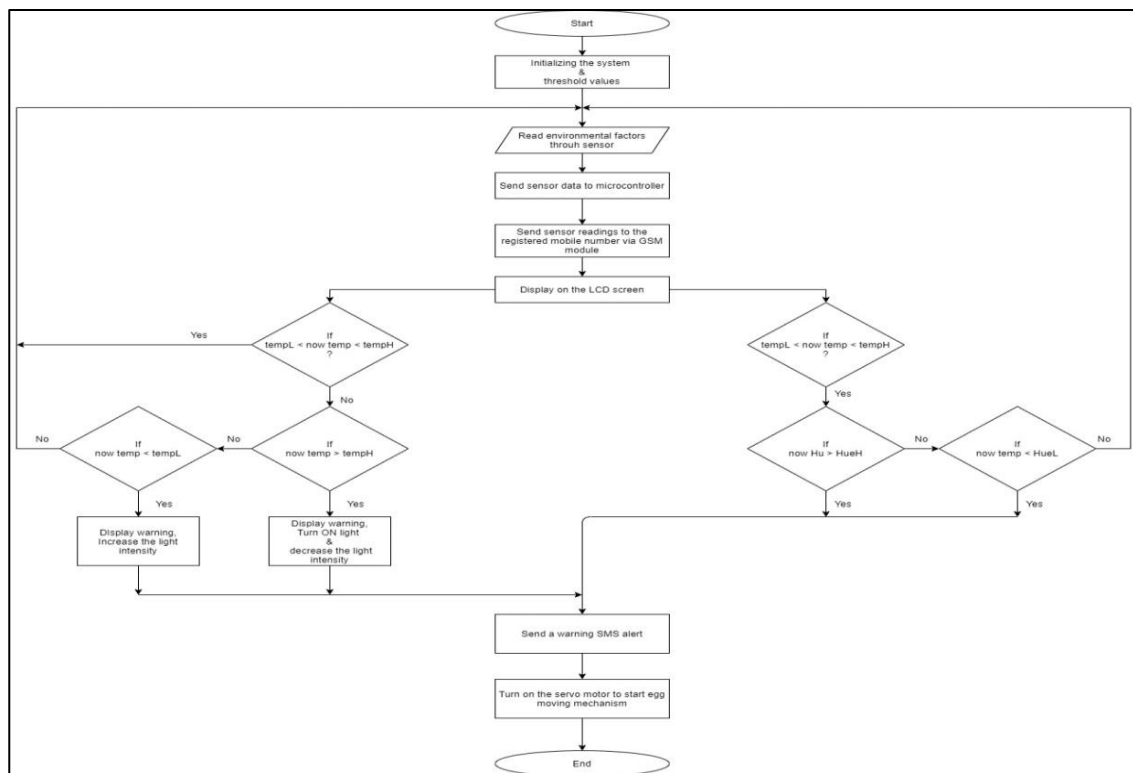 Start
Initializing the system
&
threshold values
Read environmental factors
throuh sensor
Send sensor data to microcontroller
Send sensor readings to the
registered mobile number via GSM
module
Display on the LCD screen
If
tempL < now temp < tempH
?
Yes
No
If
tempL < now temp < tempH
?
Yes
If
now temp < tempL
No
Yes
If
now temp > tempH
No
Yes
If
now Hu > HueH
No
Yes
If
now temp < HueL
No
Yes
DIsplay warning,
Increase the light
intensity
Display warning,
Turn ON light
&
decrease the light
intensity
Send a warning SMS alert
Turn on the servo motor to start egg
moving mechanism
End